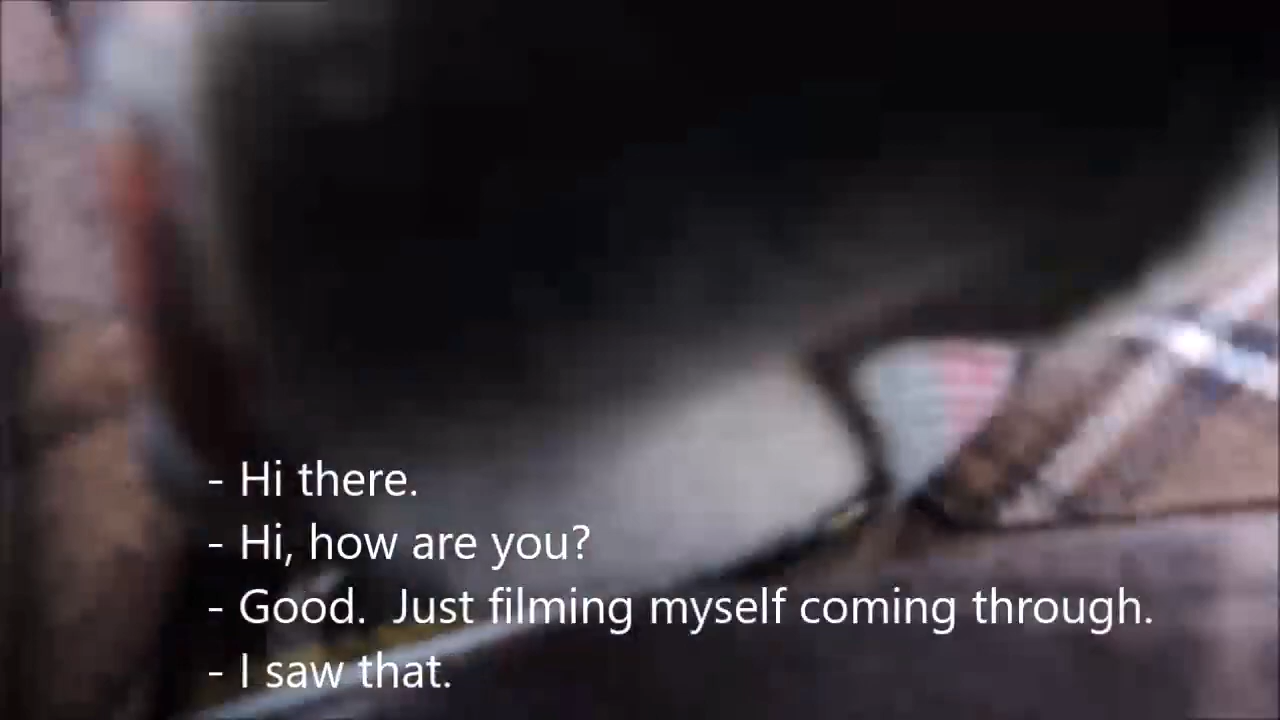 - Hi there.
- Hi, how are you?
- Good.  Just filming myself coming through.
- I saw that.